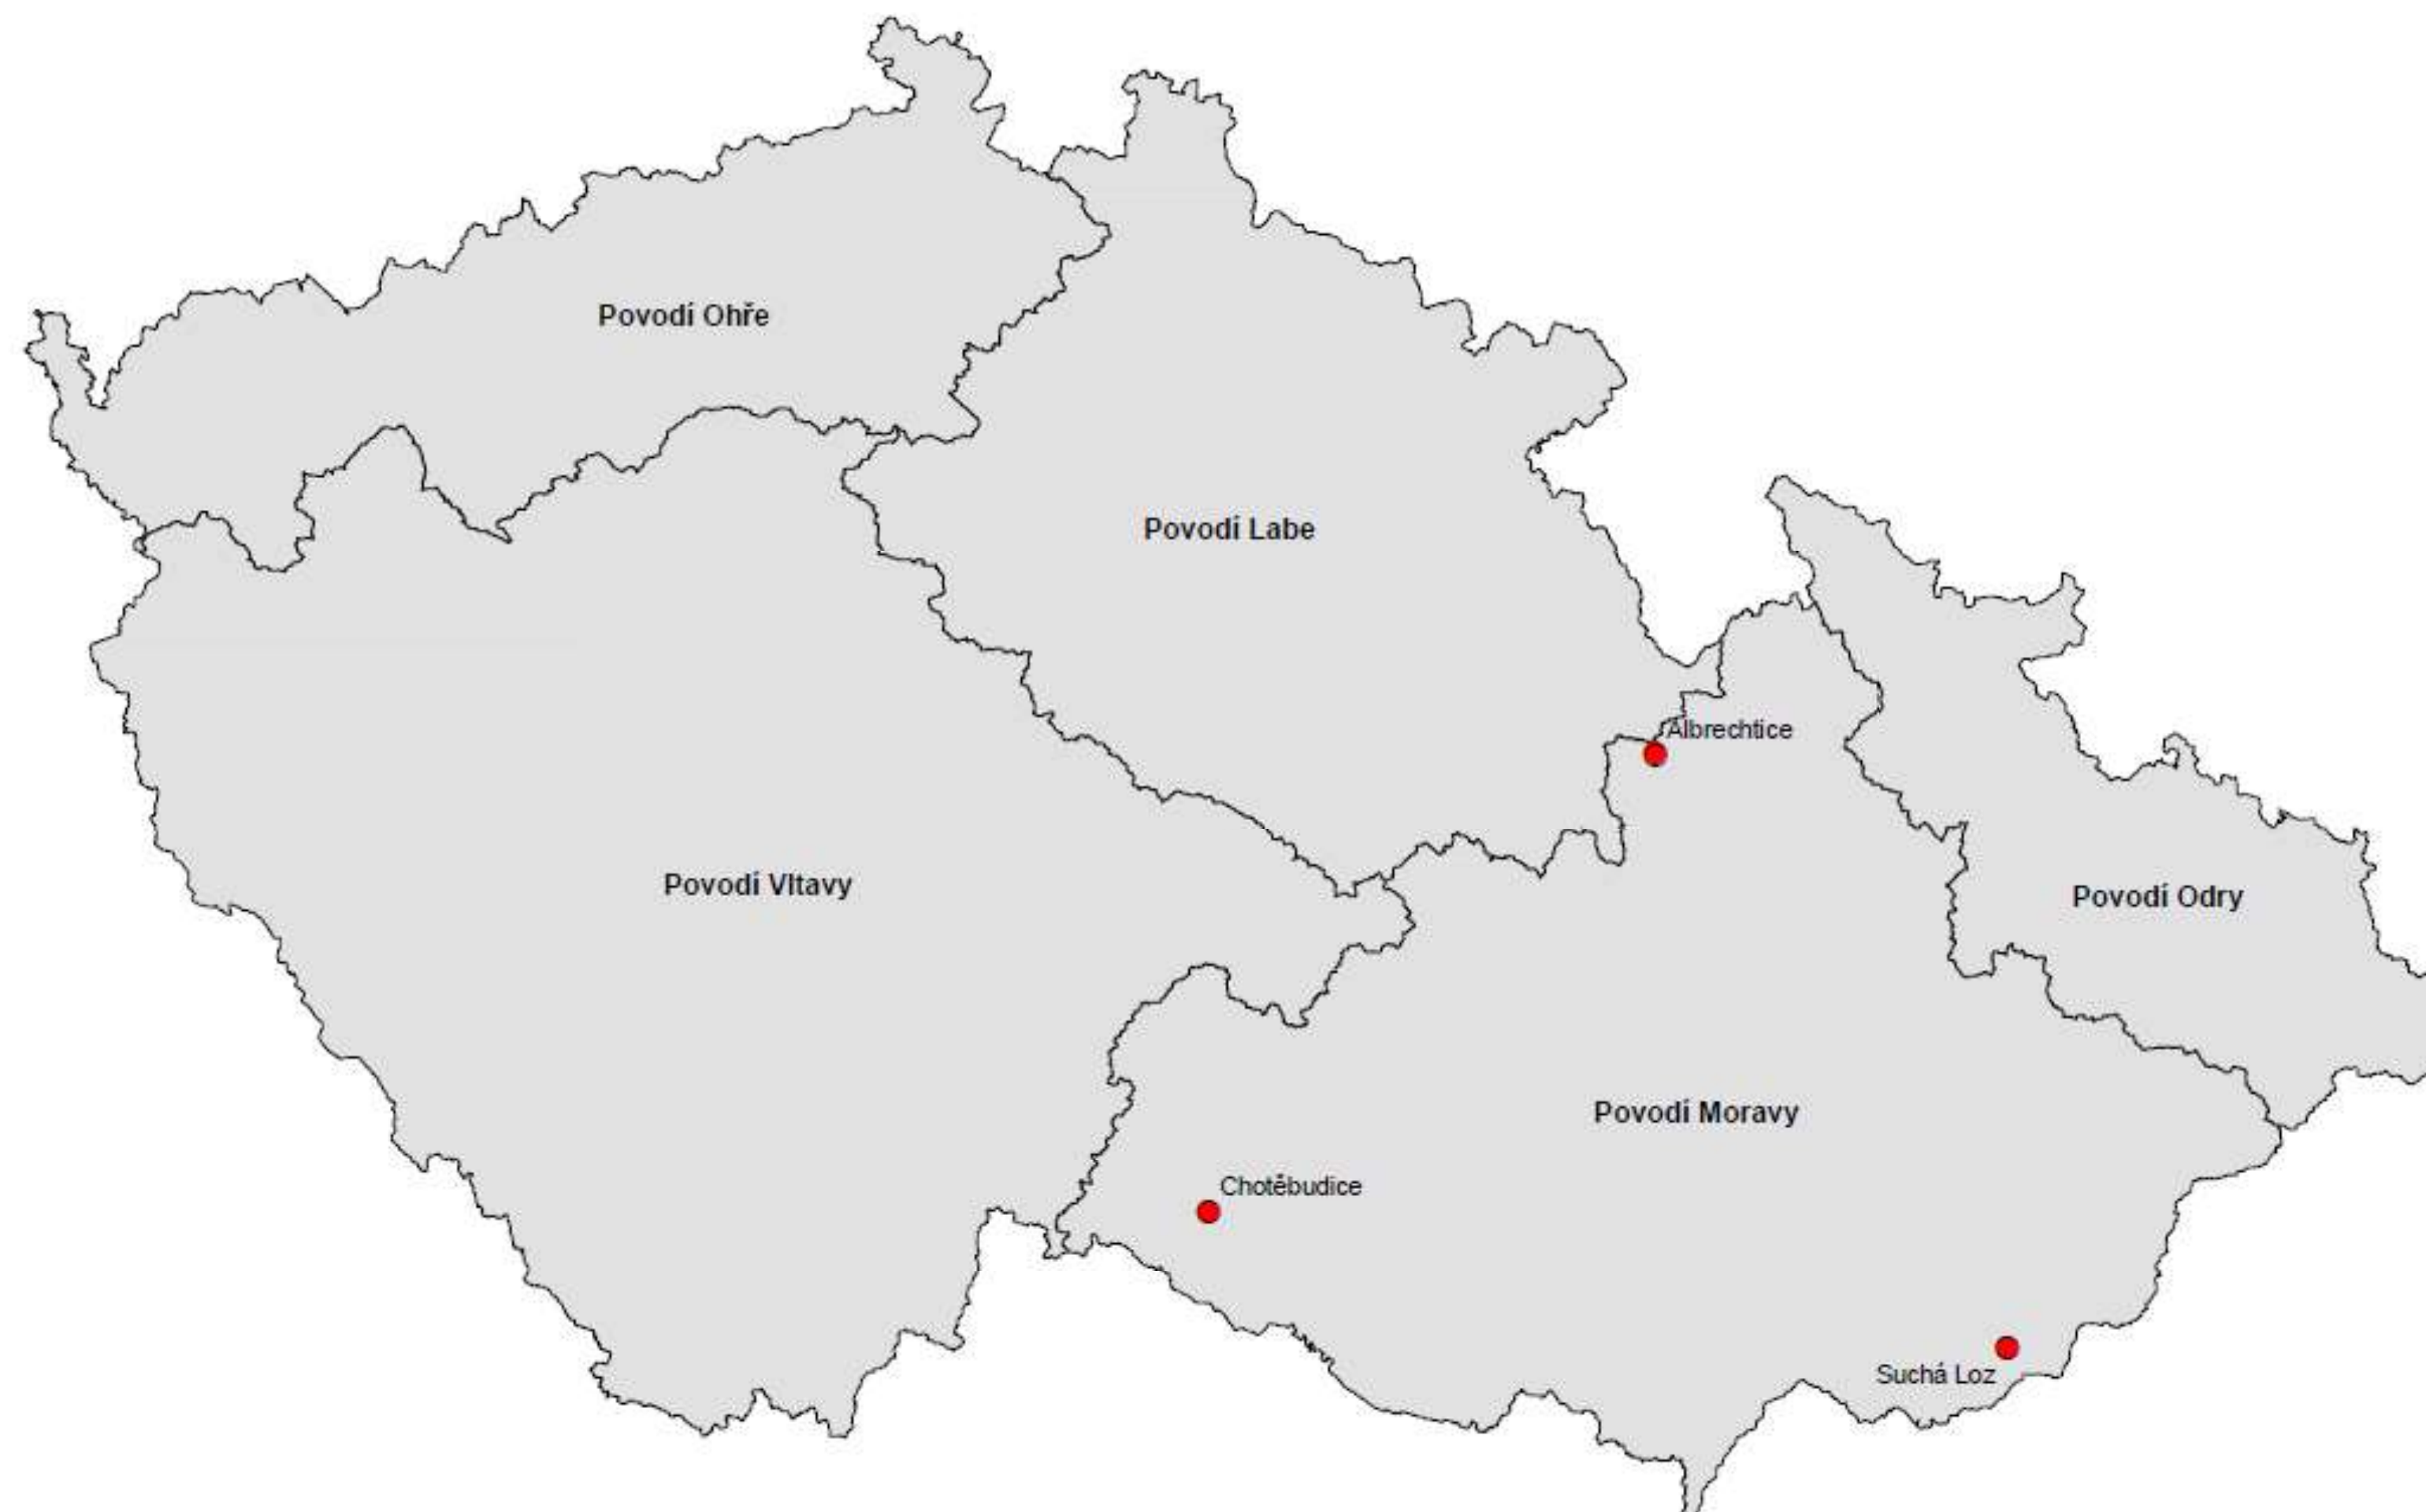 Povodí Ohře
Povodí Labe
Albrechtice
Povodí Vltavy
Povodí Odry
Povodí Moravy
Chotěbudice
Suchá Loz